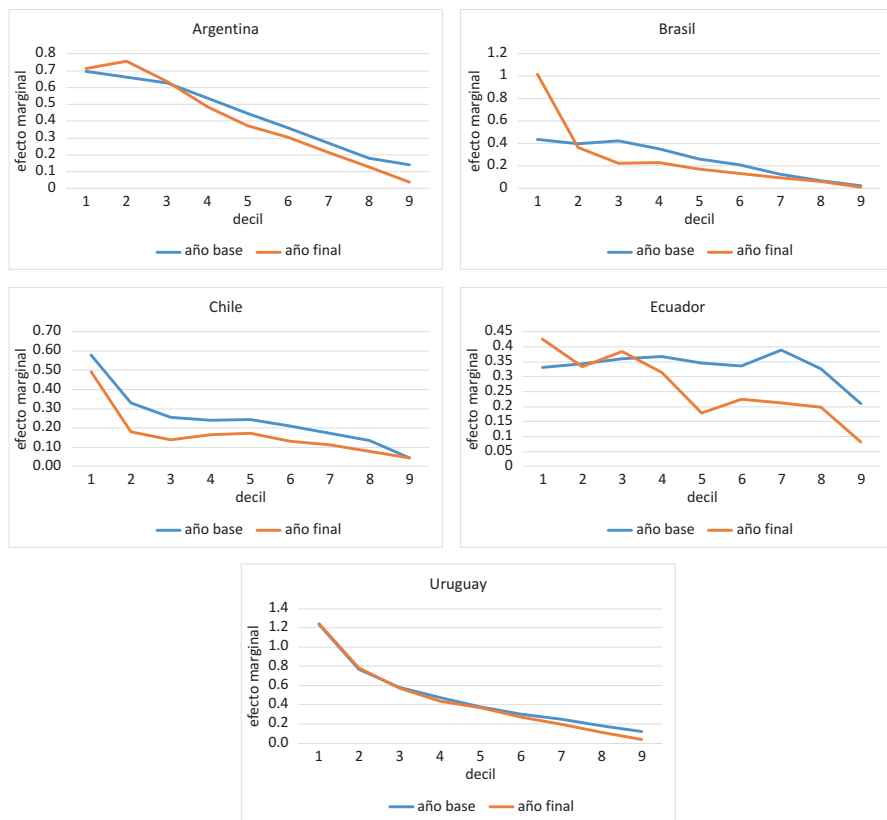 Argentina
efecto marginal
0.8
0.7
0.6
0.5
0.4
0.3
0.2
0.1
0
1 2 3 4 5 6 7 8 9
decil
año base año final
Brasil
efecto marginal
1.2
1
0.8
0.6
0.4
0.2
0
1 2 3 4 5 6 7 8 9
decil
año base año final
Chile
efecto marginal
0.70
0.60
0.50
0.40
0.30
0.20
0.10
0.00
1 2 3 4 5 6 7 8 9
decil
año base año final
Ecuador
efecto marginal
0.45
0.4
0.35
0.3
0.25
0.2
0.15
0.1
0.05
0
1 2 3 4 5 6 7 8 9
decil
año base año final
Uruguay
efecto marginal
1.4
1.2
1.0
0.8
0.6
0.4
0.2
0.0
1 2 3 4 5 6 7 8 9
decil
año base año final